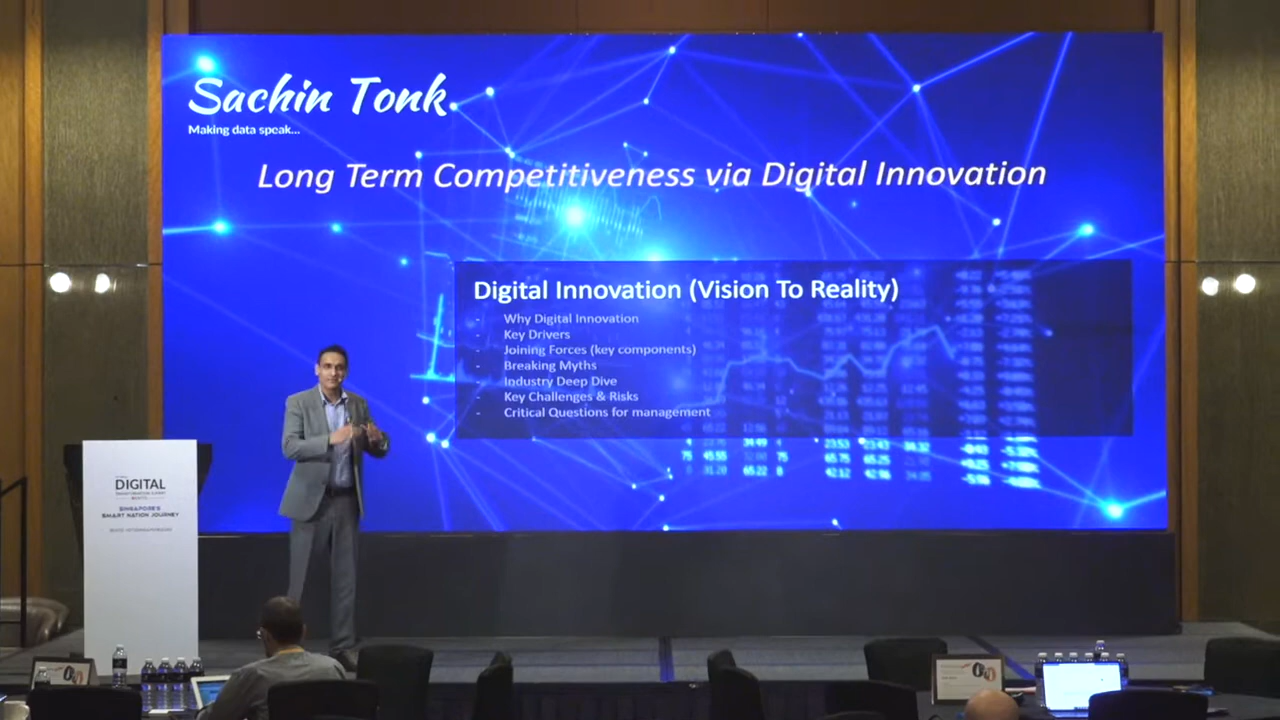 Sachin Tonk
Making data speak...
Long Term Competitiveness via Digital Innovation
Digital Innovation (Vision To Reality)
- Why Digital Innovation
- Key Drivers
- Joining Forces (key components)
- Breaking Myths
- Industry Deep Dive
- Key Challenges & Risks
- Critical Questions for management
DIGITAL
SINGAPORE'S
SMART NATION JOURNEY